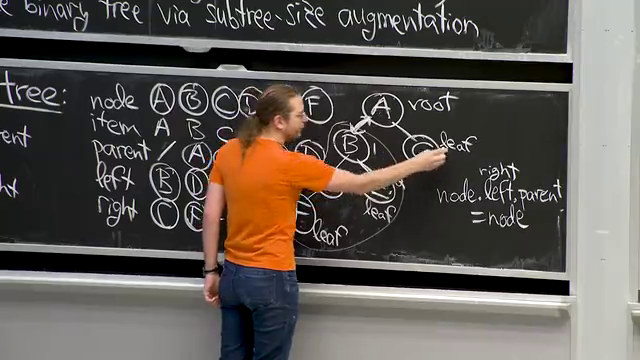 e binary tree via subtree-size augmentation
tree:
node A B C D F
item A B
parent / A
left B D
right C
A root
B
leaf
leaf
leaf
right
node.left.parent
= node